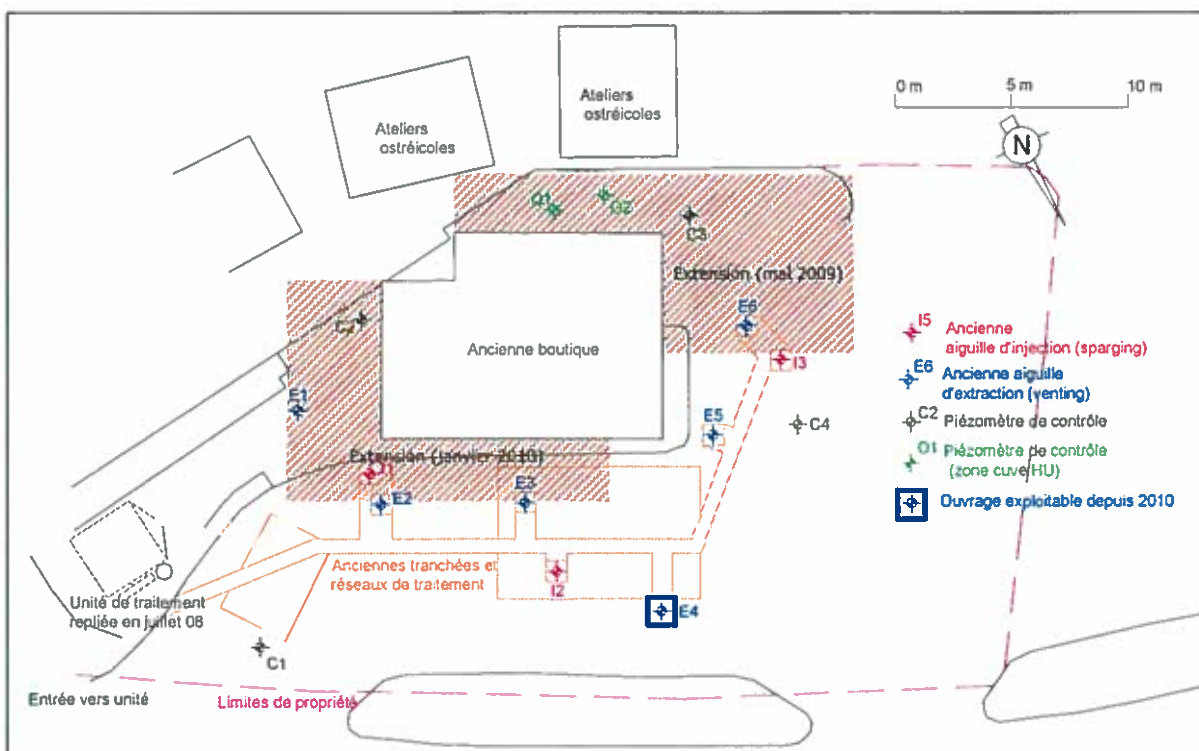 Ateliers
ostréicoles
Ateliers
ostréicoles
0 m 5 m 10 m
N
O1
O2
C3
Extension (mai 2009)
E6
I3
C2
Ancienne boutique
E1
E5
C4
Extension (janvier 2010)
I1
E2
E3
I5 Ancienne
aiguille d'injection (sparging)
E6 Ancienne aiguille
d'extraction (venting)
C2 Piézomètre de contrôle
O1 Piézomètre de contrôle
(zone cuve HU)
Ouvrage exploitable depuis 2010
Anciennes tranchées et
réseaux de traitement
I2
E4
Unité de traitement
repliée en juillet 08
C1
Entrée vers unité
Limites de propriété